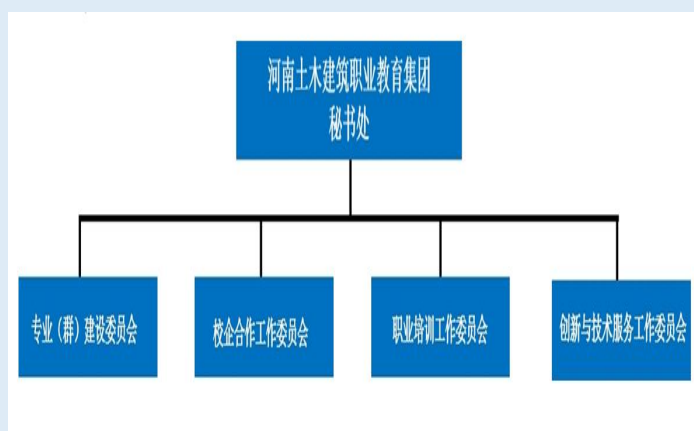 河南土木建筑职业教育集团
秘书处
专业（群）建设委员会
校企合作工作委员会
职业培训工作委员会
创新与技术服务工作委员会